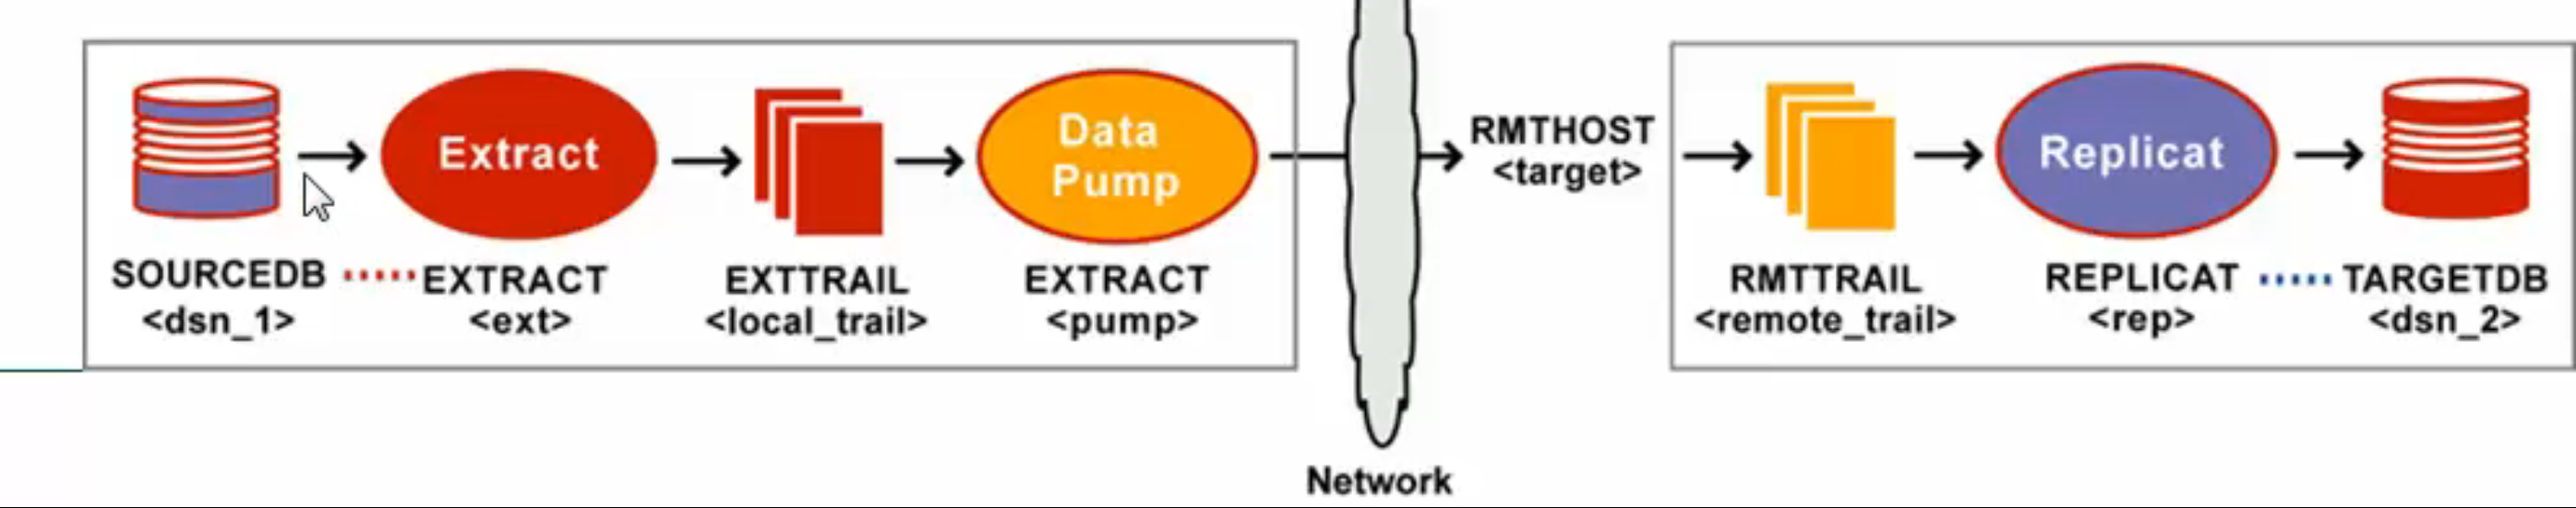 Extract
Data
Pump
RMTHOST
<target>
Replicat
SOURCEDB ····· EXTRACT
<dsn_1>
<ext>
EXTTRAIL
<local_trail>
EXTRACT
<pump>
RMTTRAIL
<remote_trail>
REPLICAT ····· TARGETDB
<rep>
<dsn_2>
Network